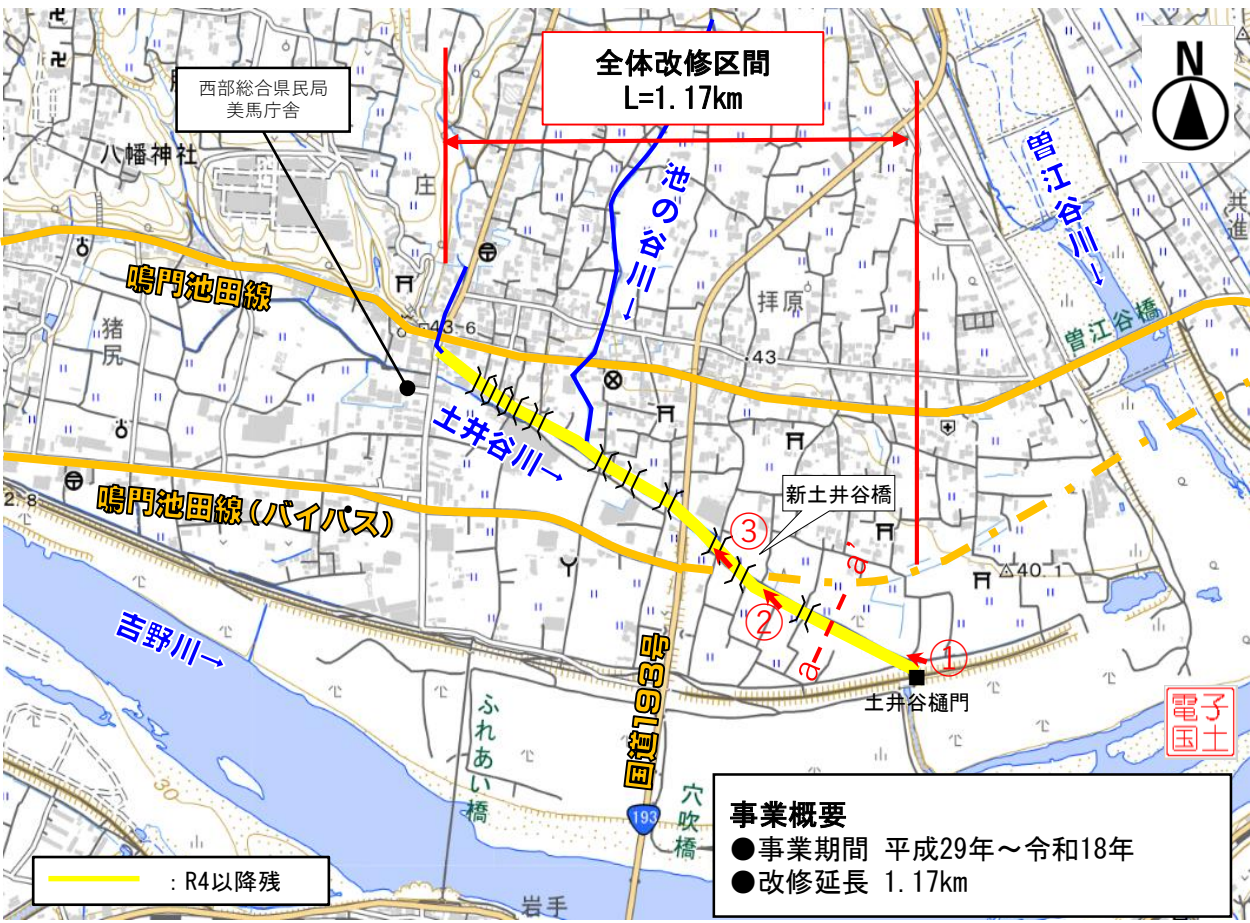 全体改修区間
L=1.17km
N
西部総合県民局
美馬庁舎
八幡神社
庄
池の谷川→
曽江谷川→
共進
鳴門池田線
猪尻
43.6
拝原
43
曽江谷橋
土井谷川→
新土井谷橋
鳴門池田線(バイパス)
2.8
③
a'
40.1
②
a
①
吉野川→
土井谷樋門
電子
国土
ふれあい橋
国道193号
30
193
穴吹橋
事業概要
●事業期間 平成29年～令和18年
●改修延長 1.17km
：R4以降残
岩手